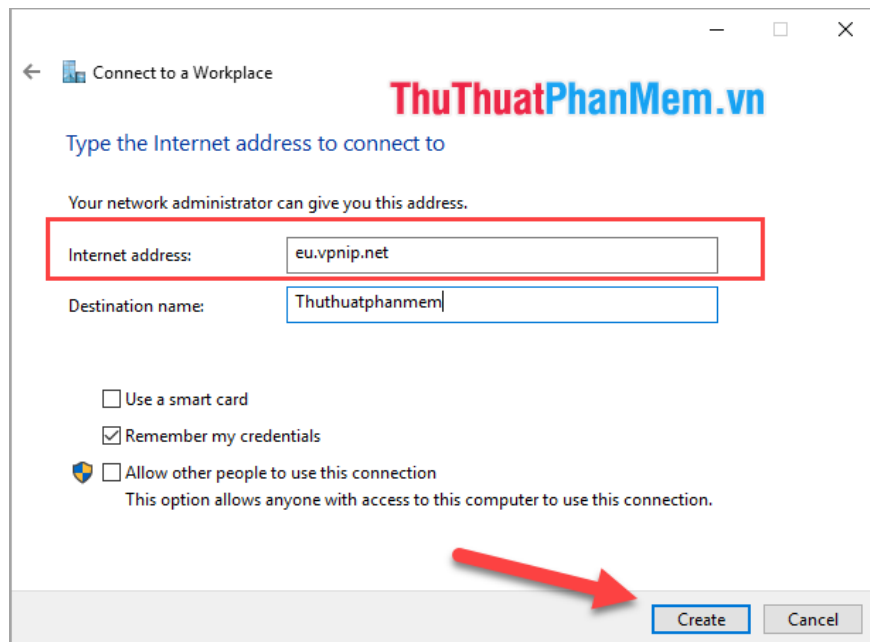 Connect to a Workplace
ThuThuatPhanMem.vn
Type the Internet address to connect to
Your network administrator can give you this address.
Internet address:
eu.vpnip.net
Destination name:
Thuthuatphanmem
Use a smart card
Remember my credentials
Allow other people to use this connection
This option allows anyone with access to this computer to use this connection.
Create
Cancel